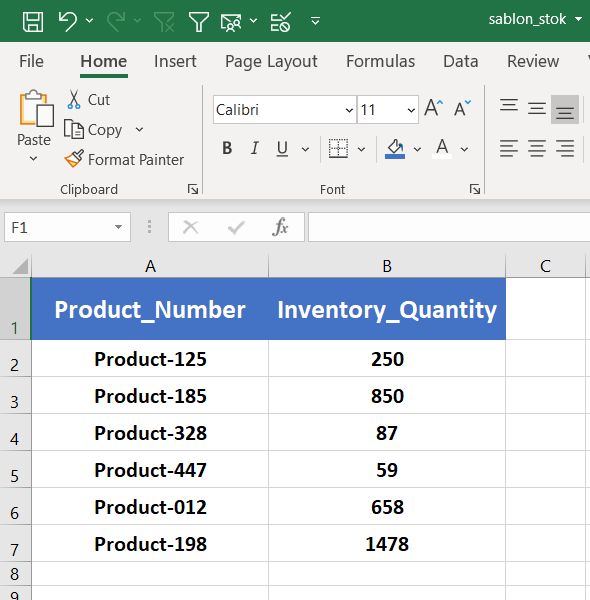 sablon_stok
File Home Insert Page Layout Formulas Data Review
Paste
Cut
Copy
Format Painter
Clipboard
Calibri 11 A A
B I U A
Font
F1 fx
A B C
1 Product_Number Inventory_Quantity
2 Product-125 250
3 Product-185 850
4 Product-328 87
5 Product-447 59
6 Product-012 658
7 Product-198 1478
8
9